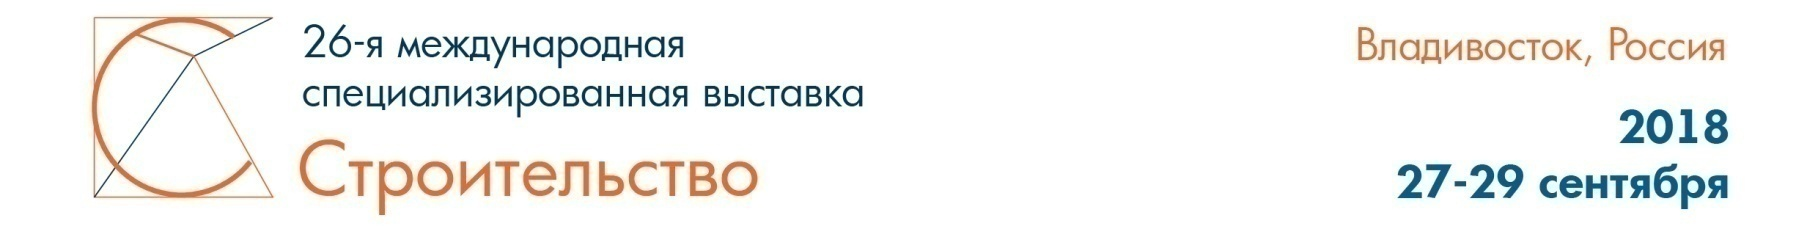 26-я международная
специализированная выставка
Строительство
Владивосток, Россия
2018
27-29 сентября